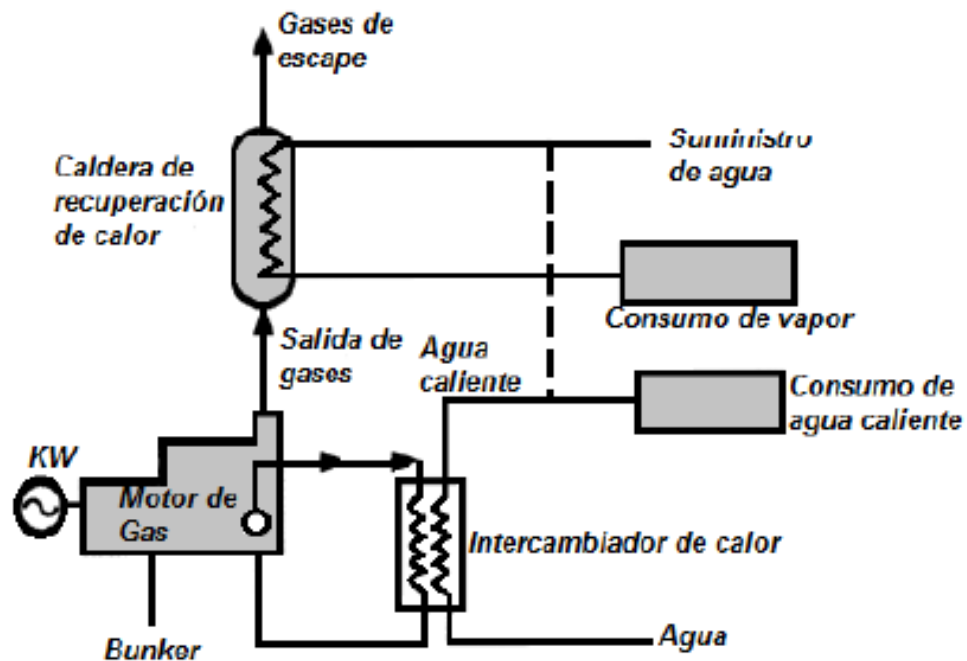 Gases de
escape
Caldera de
recuperación
de calor
Suministro
de agua
Consumo de vapor
Salida de
gases
Agua
caliente
Consumo de
agua caliente
KW
Motor de
Gas
Intercambiador de calor
Bunker
Agua